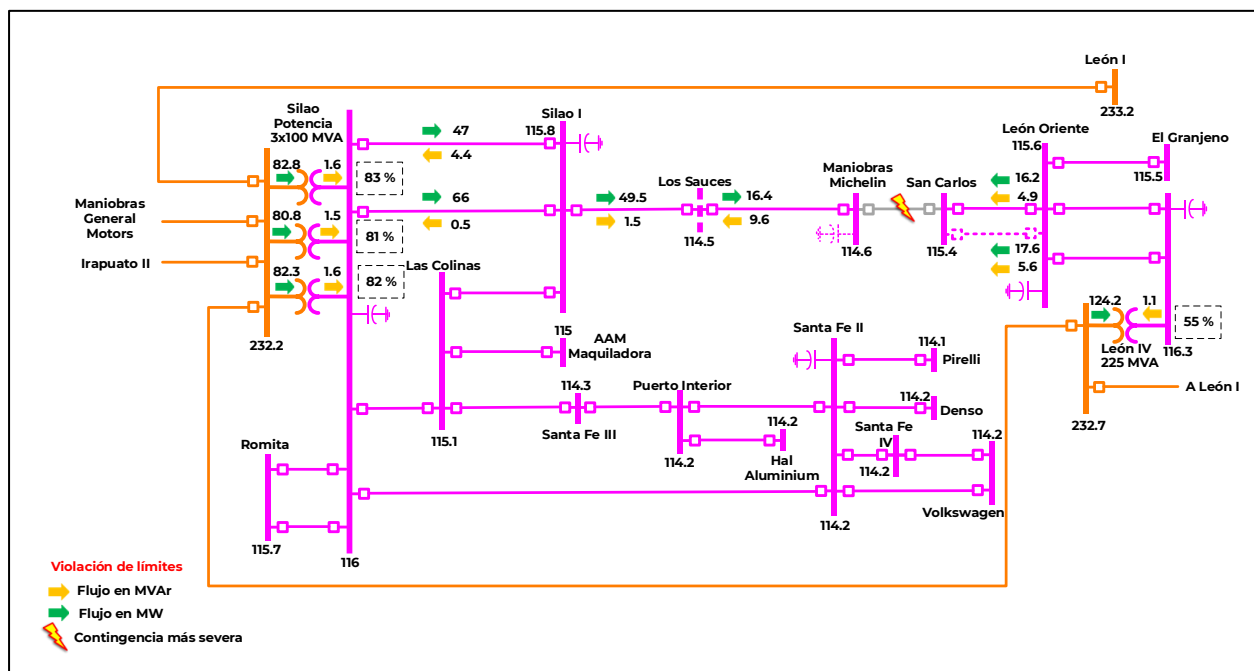 León I
233.2
Silao
Potencia
3x100 MVA
Silao I
115.8
47
4.4
León Oriente
115.6
El Granjeno
115.5
82.8
1.6
83 %
66
0.5
49.5
1.5
Los Sauces
114.5
16.4
9.6
Maniobras
Michelin
114.6
San Carlos
115.4
16.2
4.9
17.6
5.6
Maniobras
General
Motors
80.8
1.5
81 %
Irapuato II
82.3
1.6
82 %
232.2
Las Colinas
115
AAM
Maquiladora
124.2
1.1
55 %
León IV
225 MVA
116.3
A León I
232.7
Santa Fe II
114.1
Pirelli
114.2
Denso
114.3
Santa Fe III
Puerto Interior
114.2
114.2
Hal
Aluminium
Santa Fe
IV
114.2
114.2
Volkswagen
115.1
114.2
Romita
115.7
116
Violación de límites
Flujo en MVAr
Flujo en MW
Contingencia más severa